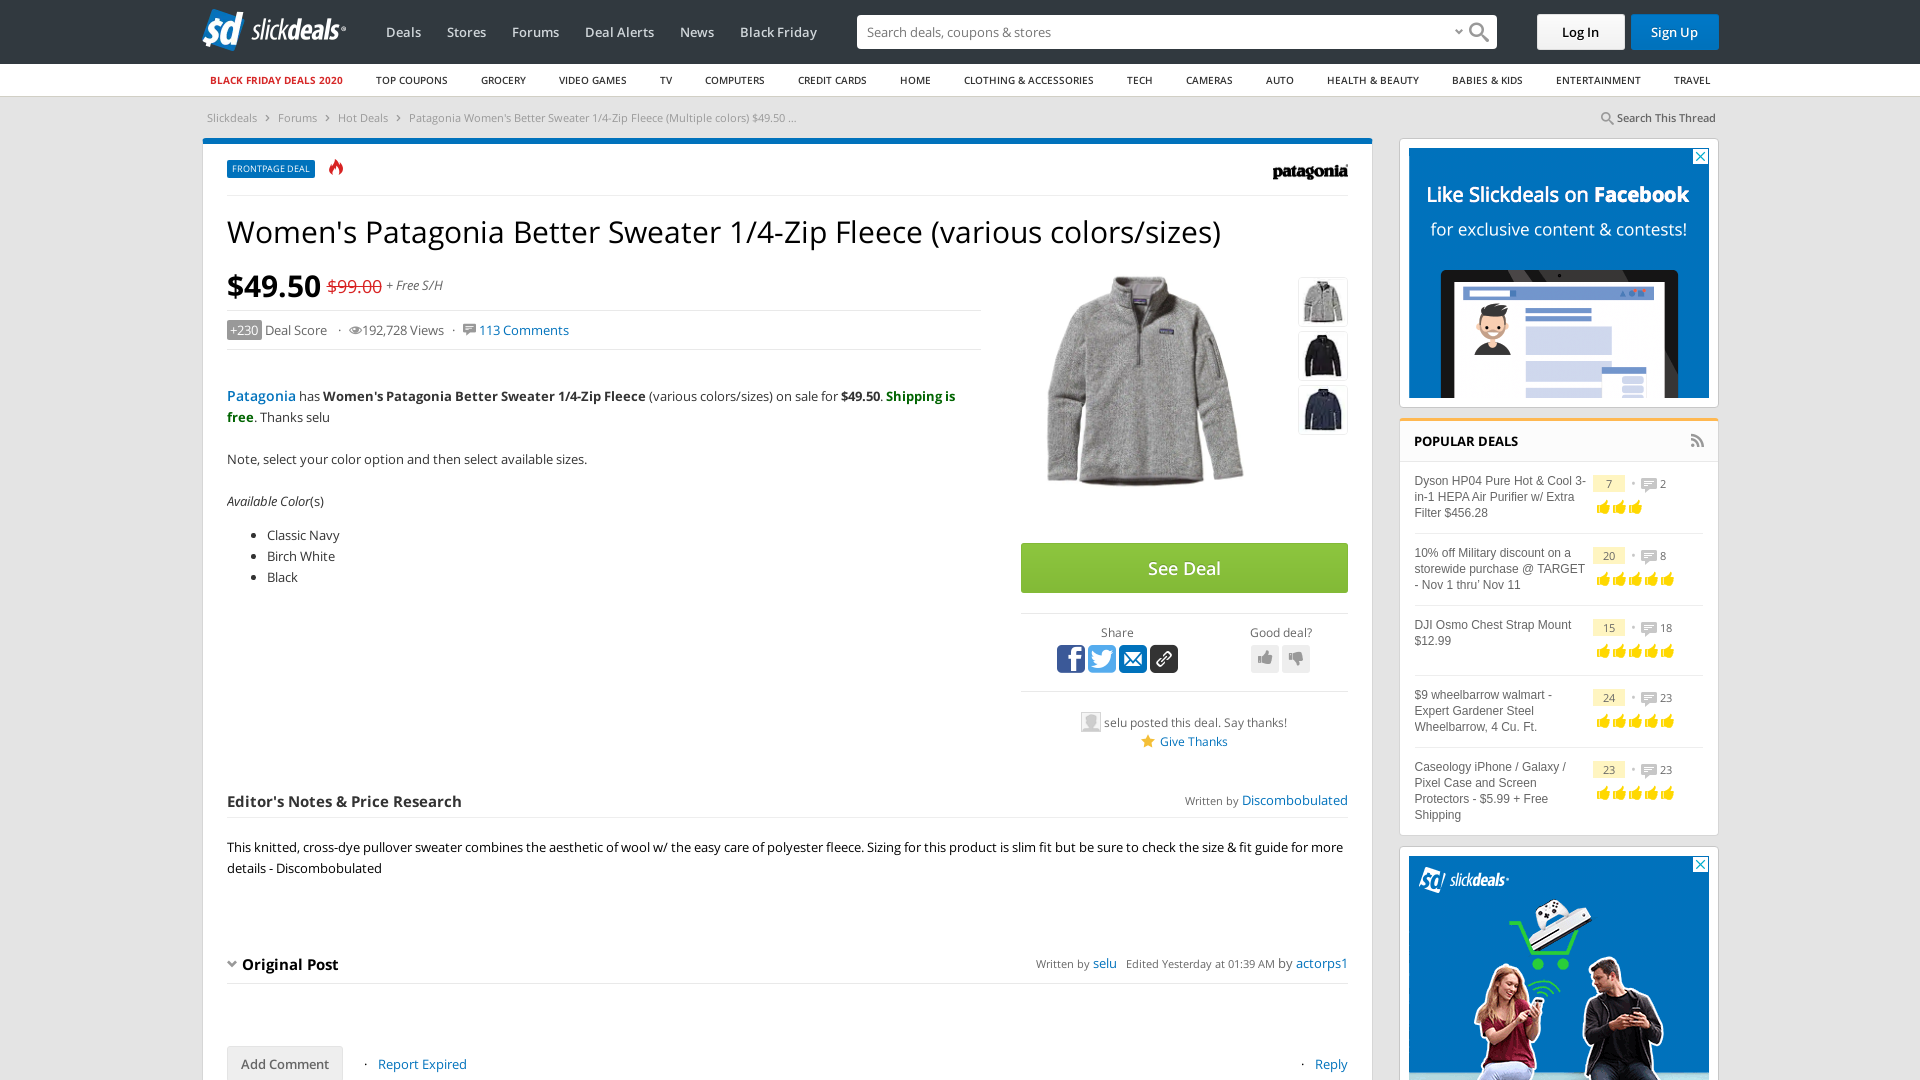 sd slickdeals
Deals Stores Forums Deal Alerts News Black Friday
Search deals, coupons & shopping
Log In Sign Up
BLACK FRIDAY DEALS 2020 TOP COUPONS GROCERY VIDEO GAMES TV COMPUTERS CREDIT CARDS HOME CLOTHING & ACCESSORIES TECH CAMERAS AUTO HEALTH & BEAUTY BABIES & KIDS ENTERTAINMENT TRAVEL
Slickdeals > Forums > Hot Deals > Patagonia Women's Better Sweater 1/4-Zip Fleece (Multiple colors) $49.50 ...
Search This Thread
FRONTPAGE DEAL
patagonia
Women's Patagonia Better Sweater 1/4-Zip Fleece (various colors/sizes)
$49.50 $99.00 + Free S/H
+230 Deal Score · 192,728 Views · 113 Comments
Patagonia has Women's Patagonia Better Sweater 1/4-Zip Fleece (various colors/sizes) on sale for $49.50. Shipping is
free. Thanks selu
Note, select your color option and then select available sizes.
Available Color(s)
• Classic Navy
• Birch White
• Black
See Deal
Share
Good deal?
selu posted this deal. Say thanks!
Give Thanks
Editor's Notes & Price Research
Written by Discombobulated
This knitted, cross-dye pullover sweater combines the aesthetic of wool w/ the easy care of polyester fleece. Sizing for this product is slim fit but be sure to check the size & fit guide for more
details - Discombobulated
Original Post
Written by selu Edited Yesterday at 01:39 AM by actorps1
Add Comment · Report Expired
· Reply
Like Slickdeals on Facebook
for exclusive content & contests!
POPULAR DEALS
Dyson HP04 Pure Hot & Cool 3-
in-1 HEPA Air Purifier w/ Extra
Filter $456.28
7 • 2
10% off Military discount on a
storewide purchase @ TARGET
- Nov 1 thru' Nov 11
20 • 8
DJI Osmo Chest Strap Mount
$12.99
15 • 18
$9 wheelbarrow walmart -
Expert Gardener Steel
Wheelbarrow, 4 Cu. Ft.
24 • 23
Caseology iPhone / Galaxy /
Pixel Case and Screen
Protectors - $5.99 + Free
Shipping
23 • 23
sd slickdeals